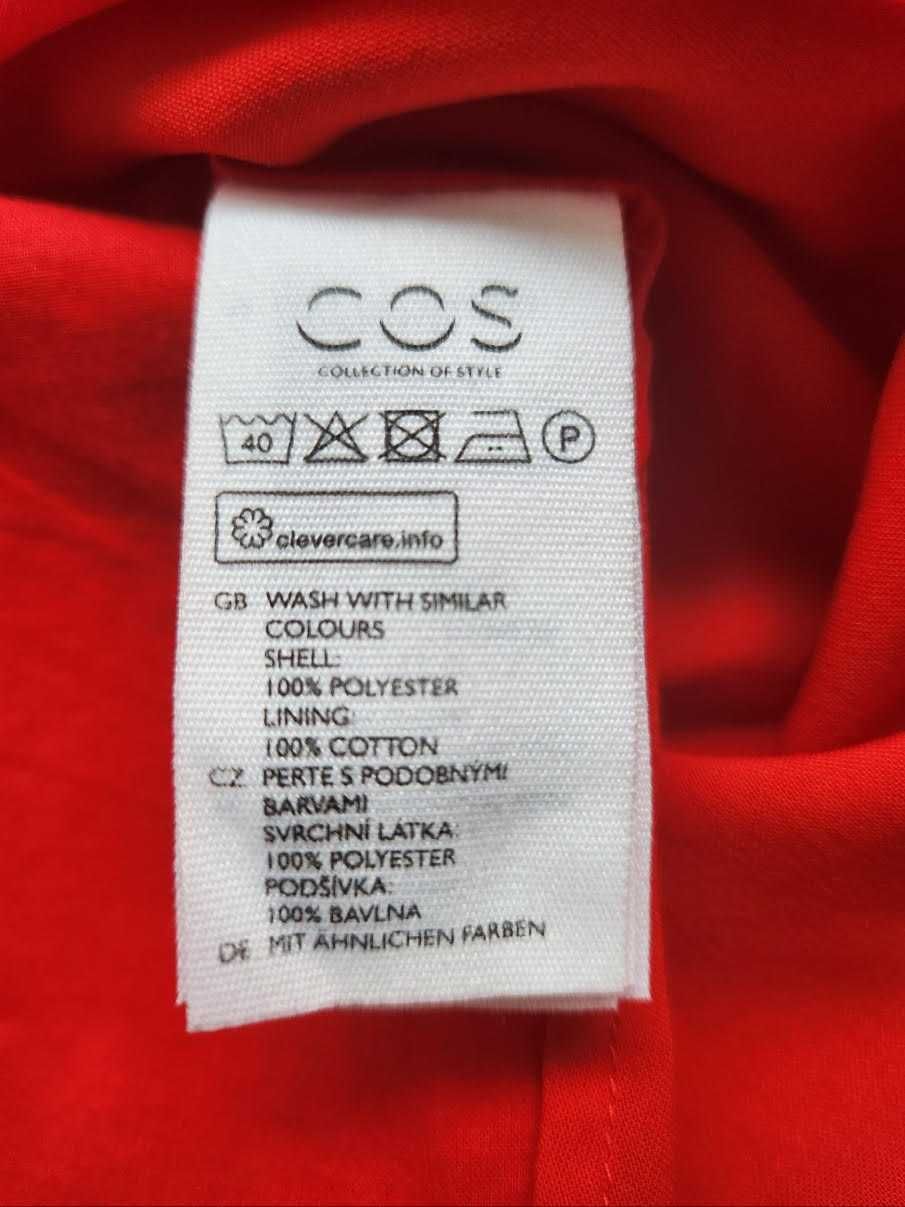 COS
COLLECTION OF STYLE
40
P
clevercare.info
GB WASH WITH SIMILAR
COLOURS
SHELL:
100% POLYESTER
LINING:
100% COTTON
CZ PERTE S PODOBNÝMI
BARVAMI
SVRCHNÍ LÁTKA:
100% POLYESTER
PODŠÍVKA:
100% BAVLNA
DE MIT ÄHNLICHEN FARBEN